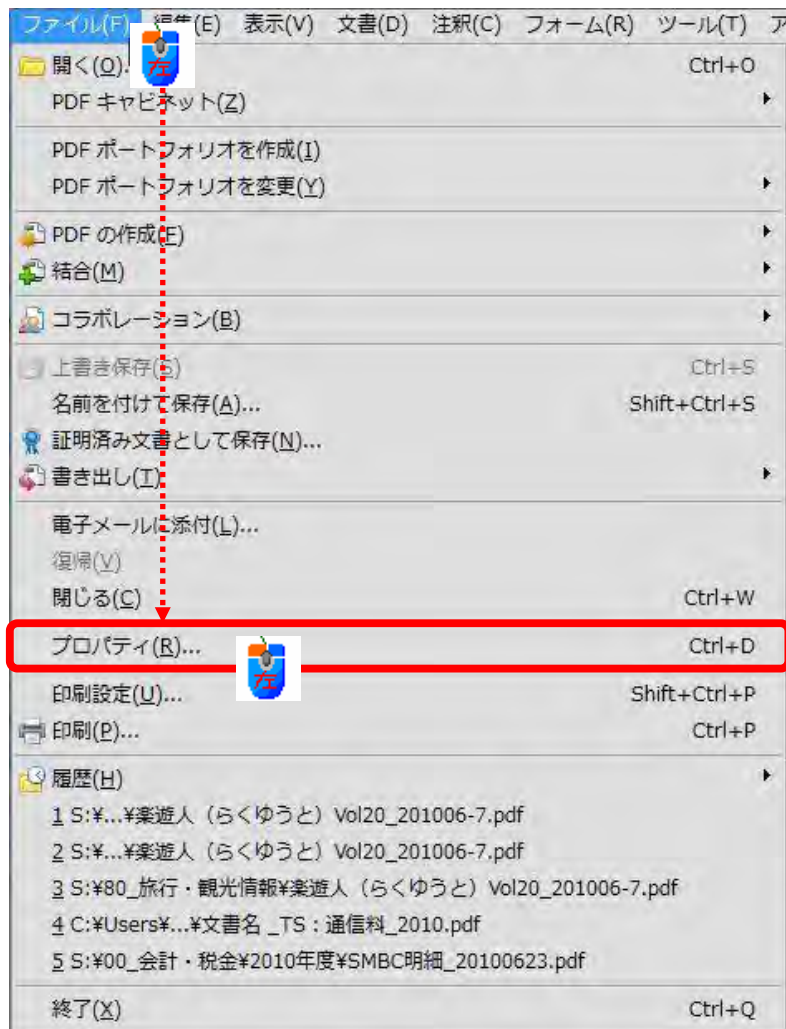 ファイル(F) 編集(E) 表示(V) 文書(D) 注釈(C) フォーム(R) ツール(T) ア
左
開く(O). Ctrl+O
PDF キャビネット(Z)
PDF ポートフォリオを作成(I)
PDF ポートフォリオを変更(Y)
PDF の作成(F)
結合(M)
コラボレーション(B)
上書き保存(S) Ctrl+S
名前を付けて保存(A)... Shift+Ctrl+S
証明済み文書として保存(N)...
書き出し(T)
電子メールに添付(L)...
復帰(V)
閉じる(C) Ctrl+W
プロパティ(R)... Ctrl+D
左
印刷設定(U)... Shift+Ctrl+P
印刷(P)... Ctrl+P
履歴(H)
1 S:¥...¥楽遊人（らくゆうと）Vol20_201006-7.pdf
2 S:¥...¥楽遊人（らくゆうと）Vol20_201006-7.pdf
3 S:¥80_旅行・観光情報¥楽遊人（らくゆうと）Vol20_201006-7.pdf
4 C:¥Users¥...¥文書名 _TS：通信料_2010.pdf
5 S:¥00_会計・税金¥2010年度¥SMBC明細_20100623.pdf
終了(X) Ctrl+Q